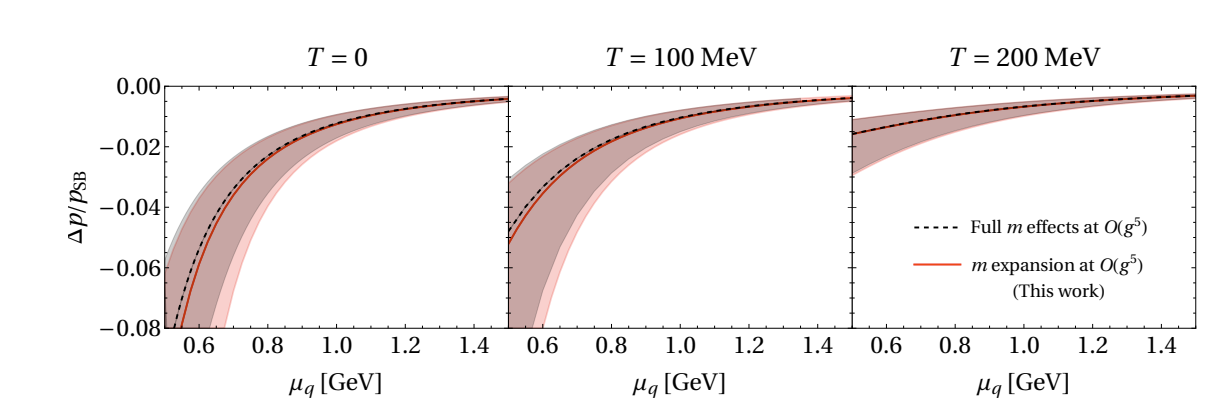 T = 0
T = 100 MeV
T = 200 MeV
Δp/p_SB
0.00
−0.02
−0.04
−0.06
−0.08
Full m effects at O(g⁵)
m expansion at O(g⁵)
(This work)
0.6 0.8 1.0 1.2 1.4
0.6 0.8 1.0 1.2 1.4
0.6 0.8 1.0 1.2 1.4
μ_q [GeV]
μ_q [GeV]
μ_q [GeV]